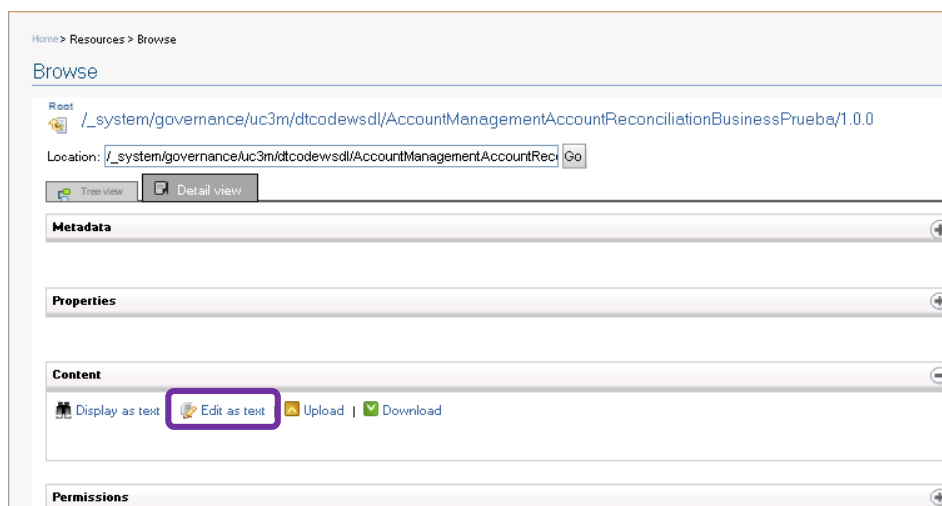 Home > Resources > Browse
Browse
Root
/_system/governance/uc3m/dtcodewsdl/AccountManagementAccountReconciliationBusinessPrueba/1.0.0
Location: /_system/governance/uc3m/dtcodewsdl/AccountManagementAccountReco Go
Tree view Detail view
Metadata
Properties
Content
Display as text Edit as text | Upload | Download
Permissions